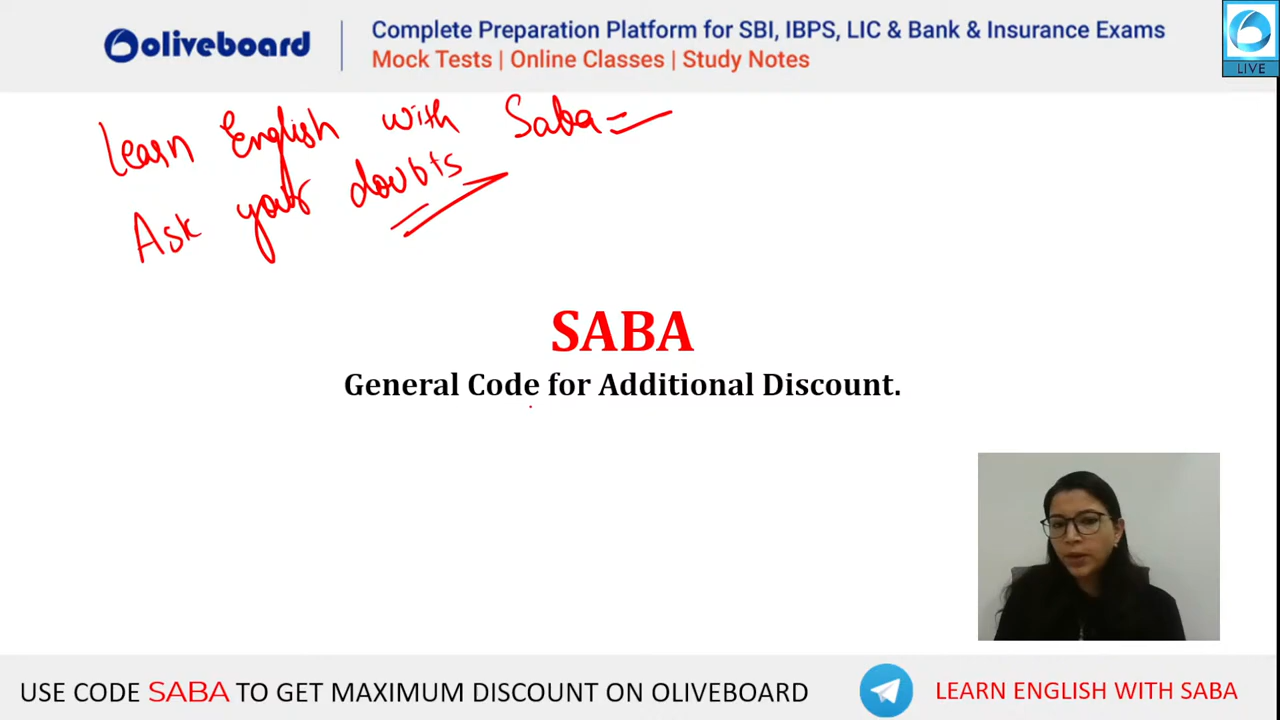 oliveboard
Complete Preparation Platform for SBI, IBPS, LIC & Bank & Insurance Exams
Mock Tests | Online Classes | Study Notes
LIVE
Learn English with Saba
Ask your doubts
SABA
General Code for Additional Discount.
USE CODE SABA TO GET MAXIMUM DISCOUNT ON OLIVEBOARD
LEARN ENGLISH WITH SABA